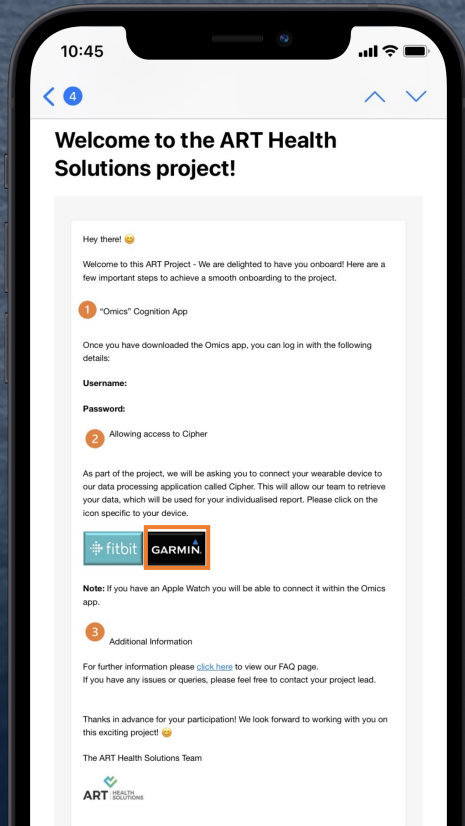 10:45
4
Welcome to the ART Health
Solutions project!
Hey there! 😊
Welcome to this ART Project - We are delighted to have you onboard! Here are a
few important steps to achieve a smooth onboarding to the project.
1 “Omics” Cognition App
Once you have downloaded the Omics app, you can log in with the following
details:
Username:
Password:
2 Allowing access to Cipher
As part of the project, we will be asking you to connect your wearable device to
our data processing application called Cipher. This will allow our team to retrieve
your data, which will be used for your individualised report. Please click on the
icon specific to your device.
fitbit GARMIN.
Note: If you have an Apple Watch you will be able to connect it within the Omics
app.
3 Additional Information
For further information please click here to view our FAQ page.
If you have any issues or queries, please feel free to contact your project lead.
Thanks in advance for your participation! We look forward to working with you on
this exciting project! 😊
The ART Health Solutions Team
ART HEALTH
SOLUTIONS